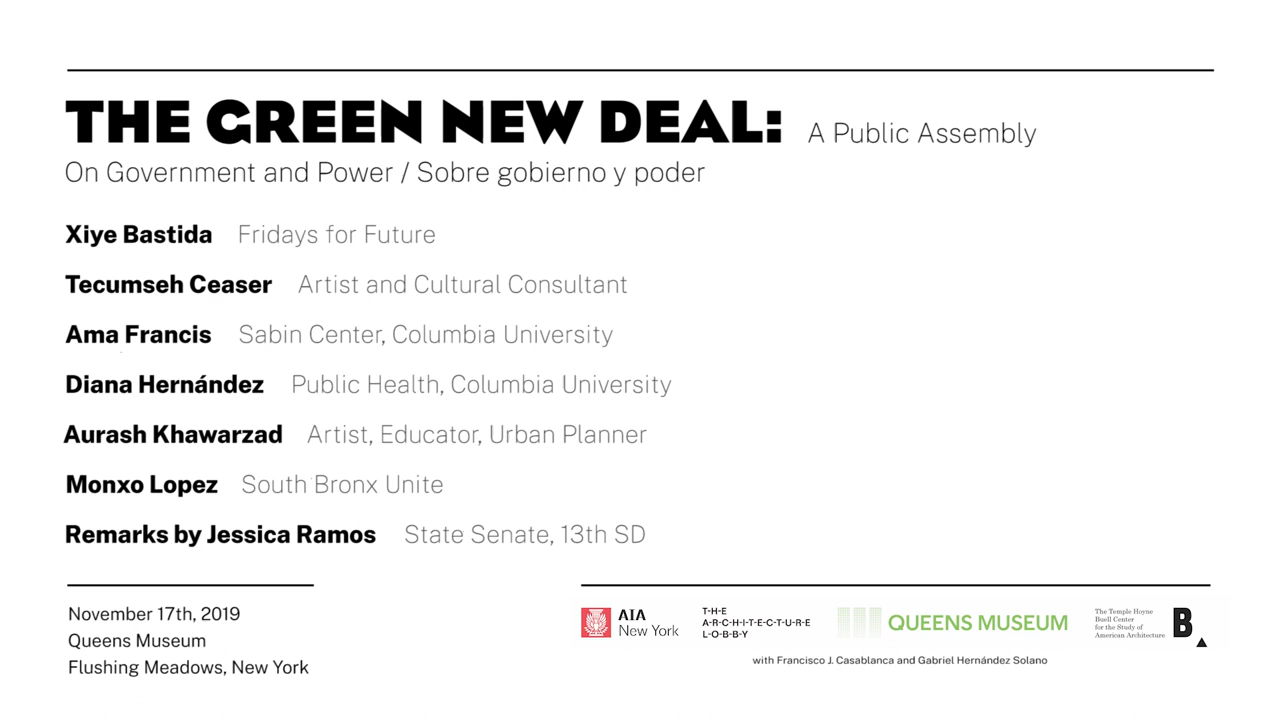 THE GREEN NEW DEAL: A Public Assembly
On Government and Power / Sobre gobierno y poder
Xiye Bastida Fridays for Future
Tecumseh Ceaser Artist and Cultural Consultant
Ama Francis Sabin Center, Columbia University
Diana Hernández Public Health, Columbia University
Aurash Khawarzad Artist, Educator, Urban Planner
Monxo Lopez South Bronx Unite
Remarks by Jessica Ramos State Senate, 13th SD
November 17th, 2019
Queens Museum
Flushing Meadows, New York
AIA
New York
T-H-E
A-R-C-H-I-T-E-C-T-U-R-E
L-O-B-B-Y
QUEENS MUSEUM
The Temple Hoyne
Buell Center
for the Study of
American Architecture
B
with Francisco J. Casablanca and Gabriel Hernández Solano